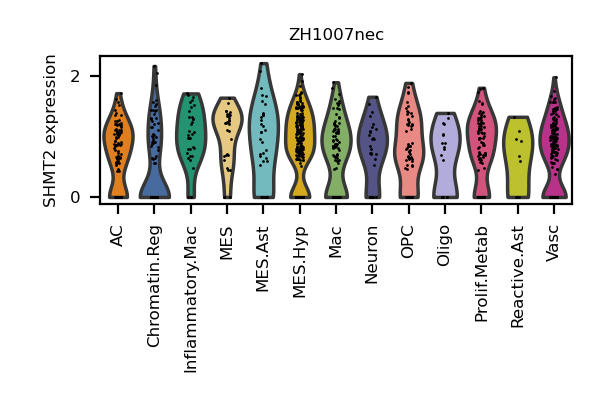 ZH1007nec
SHMT2 expression
2
0
AC
Chromatin.Reg
Inflammatory.Mac
MES
MES.Ast
MES.Hyp
Mac
Neuron
OPC
Oligo
Prolif.Metab
Reactive.Ast
Vasc